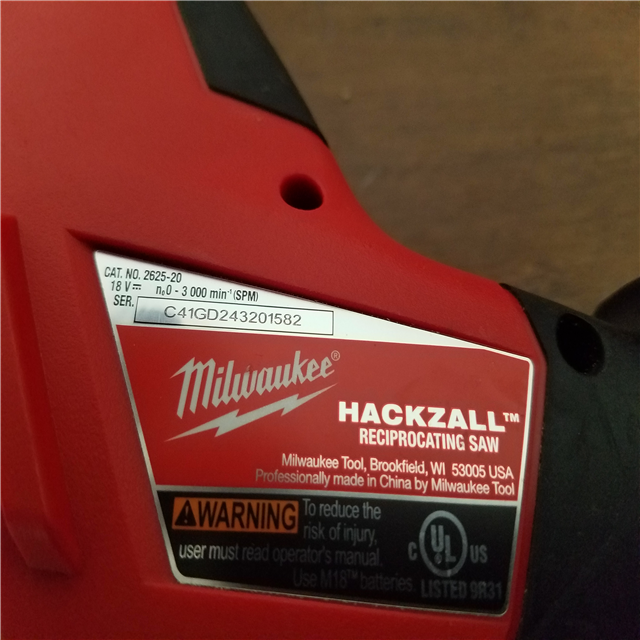 CAT. NO. 2625-20
18 V⎓ n₀0 - 3 000 min⁻¹(SPM)
SER. C41GD243201582
Milwaukee®
HACKZALL™
RECIPROCATING SAW
Milwaukee Tool, Brookfield, WI 53005 USA
Professionally made in China by Milwaukee Tool
WARNING To reduce the
risk of injury,
user must read operator's manual.
Use M18™ batteries.
C UL US
LISTED 9R31